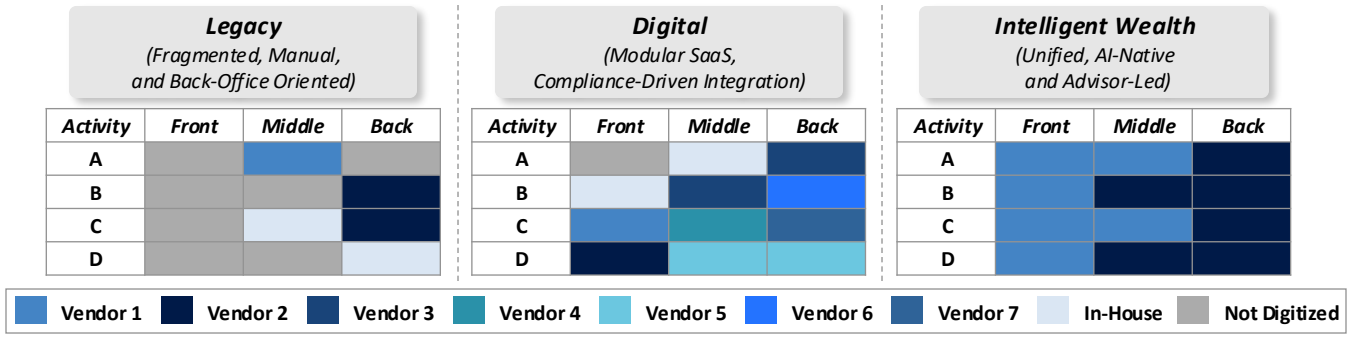 Legacy
(Fragmented, Manual,
and Back-Office Oriented)
Activity Front Middle Back
A
B
C
D
Digital
(Modular SaaS,
Compliance-Driven Integration)
Activity Front Middle Back
A
B
C
D
Intelligent Wealth
(Unified, AI-Native
and Advisor-Led)
Activity Front Middle Back
A
B
C
D
Vendor 1 Vendor 2 Vendor 3 Vendor 4 Vendor 5 Vendor 6 Vendor 7 In-House Not Digitized